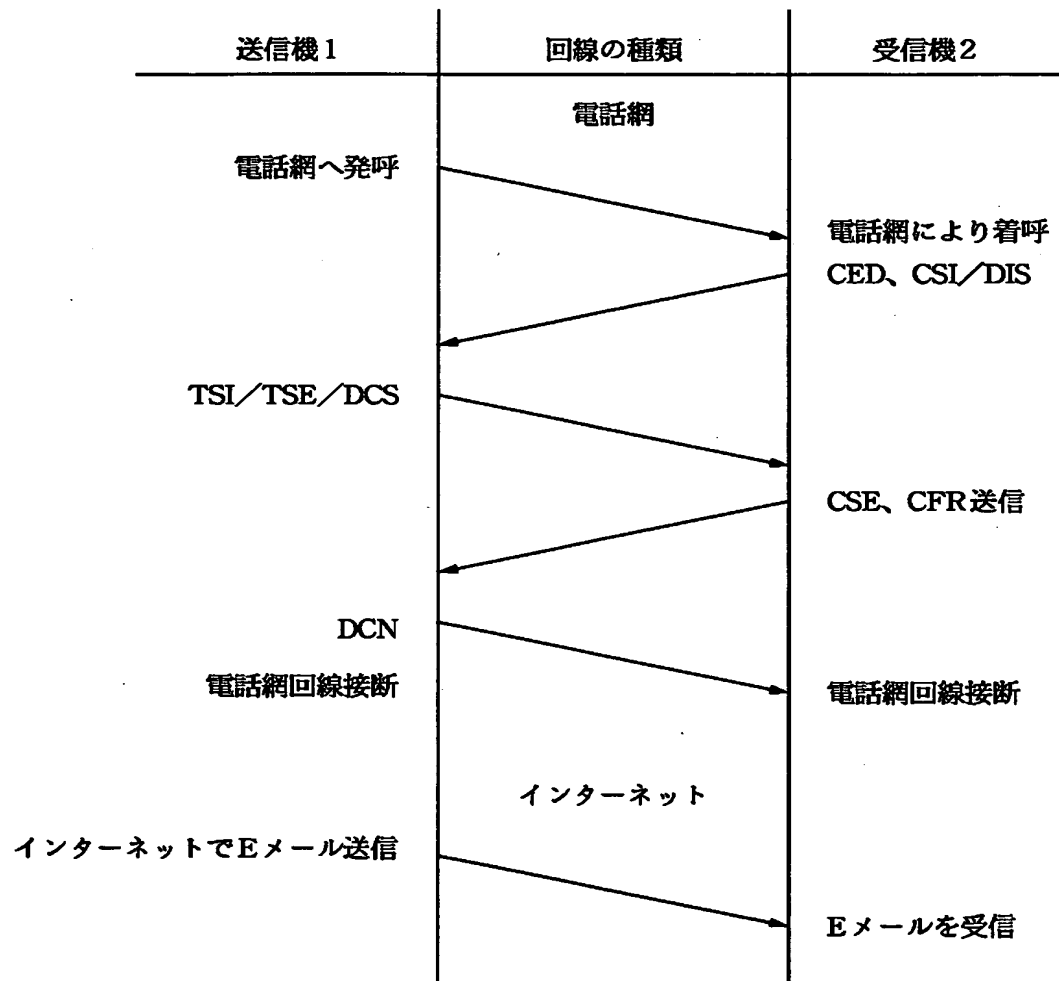 送信機1 回線の種類 受信機2
電話網
電話網へ発呼
電話網により着呼
CED、CSI／DIS
TSI／TSE／DCS
CSE、CFR送信
DCN
電話網回線接断
電話網回線接断
インターネット
インターネットでEメール送信
Eメールを受信